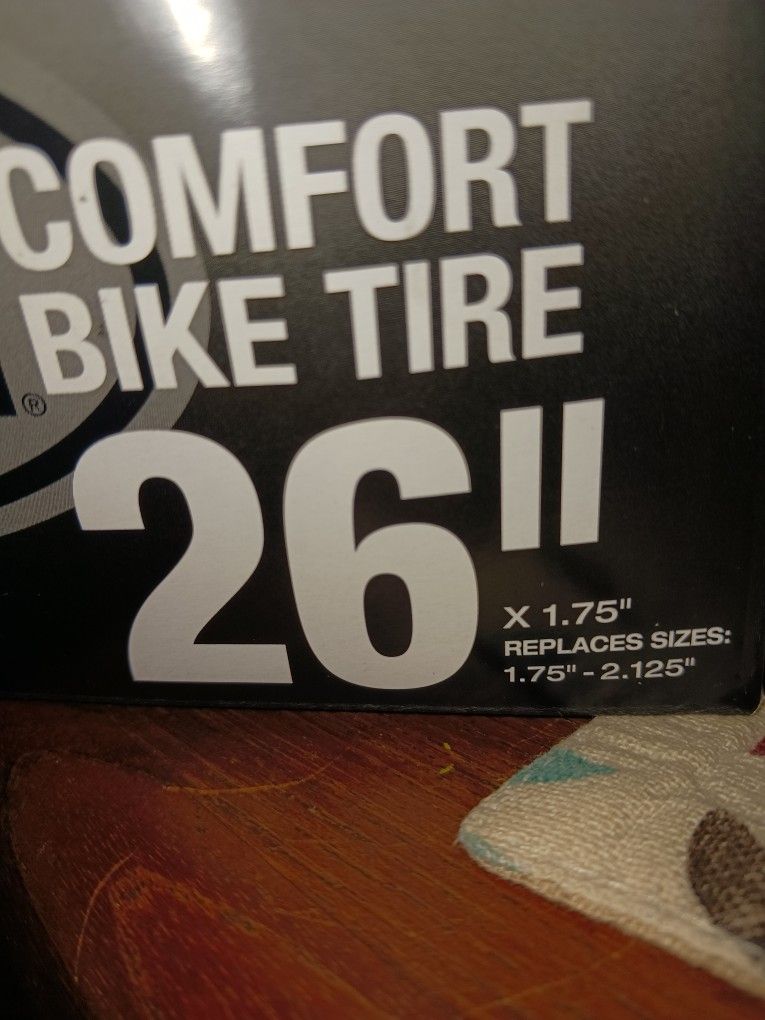 COMFORT
BIKE TIRE
®
26"
X 1.75"
REPLACES SIZES:
1.75" - 2.125"